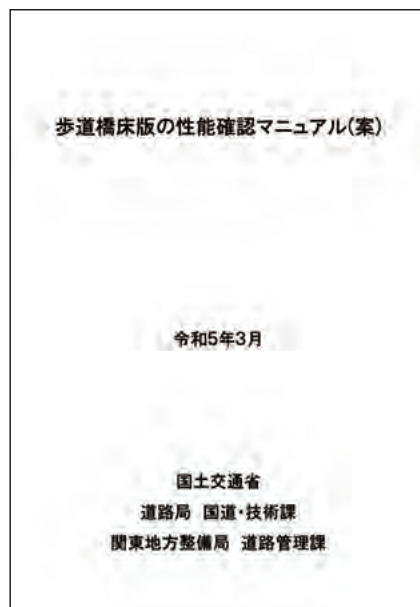 歩道橋床版の性能確認マニュアル(案)
令和5年3月
国土交通省
道路局 国道・技術課
関東地方整備局 道路管理課